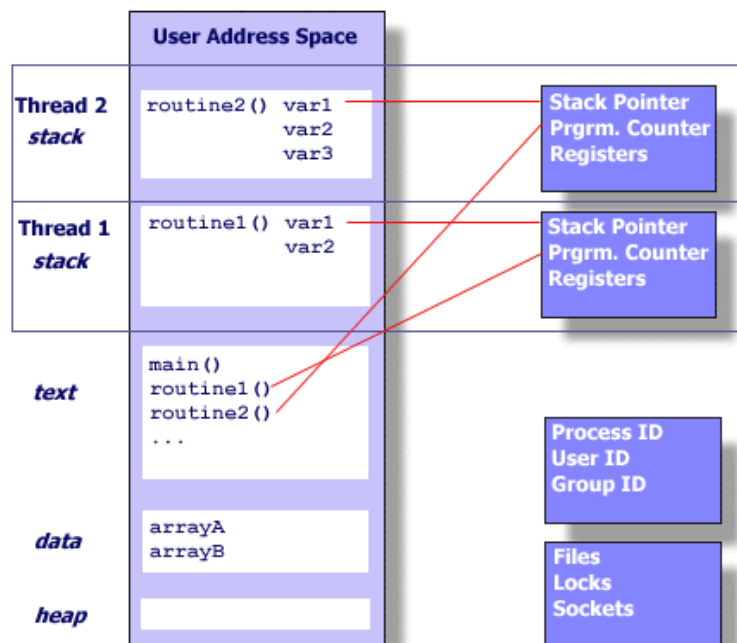 User Address Space
Thread 2
stack
routine2() var1
var2
var3
Stack Pointer
Prgrm. Counter
Registers
Thread 1
stack
routine1() var1
var2
Stack Pointer
Prgrm. Counter
Registers
text
main()
routine1()
routine2()
...
Process ID
User ID
Group ID
data
arrayA
arrayB
Files
Locks
Sockets
heap